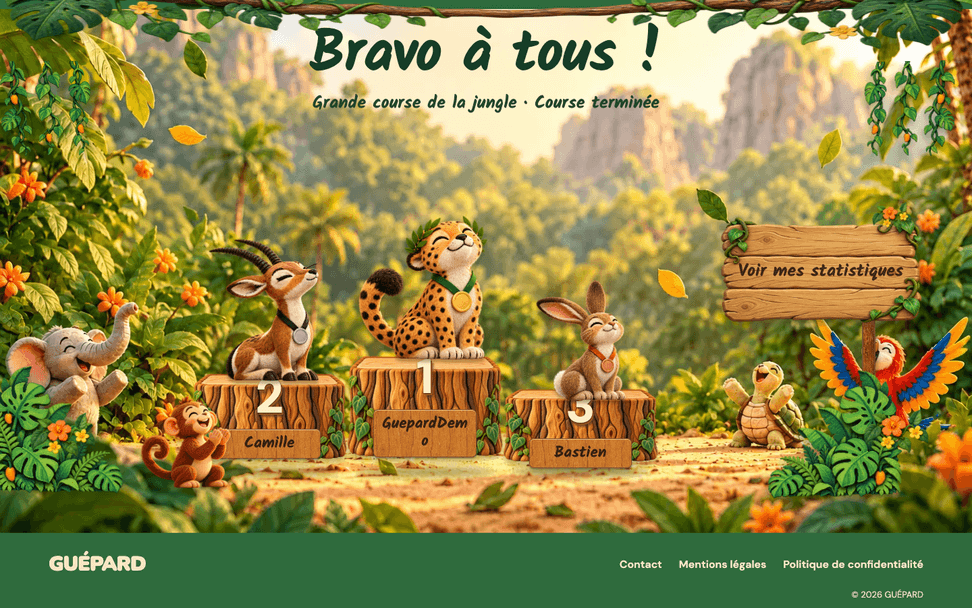 Bravo à tous !
Grande course de la jungle · Course terminée
Voir mes statistiques
1
2
3
GuepardDem
o
Camille
Bastien
GUÉPARD
Contact Mentions légales Politique de confidentialité
© 2026 GUÉPARD